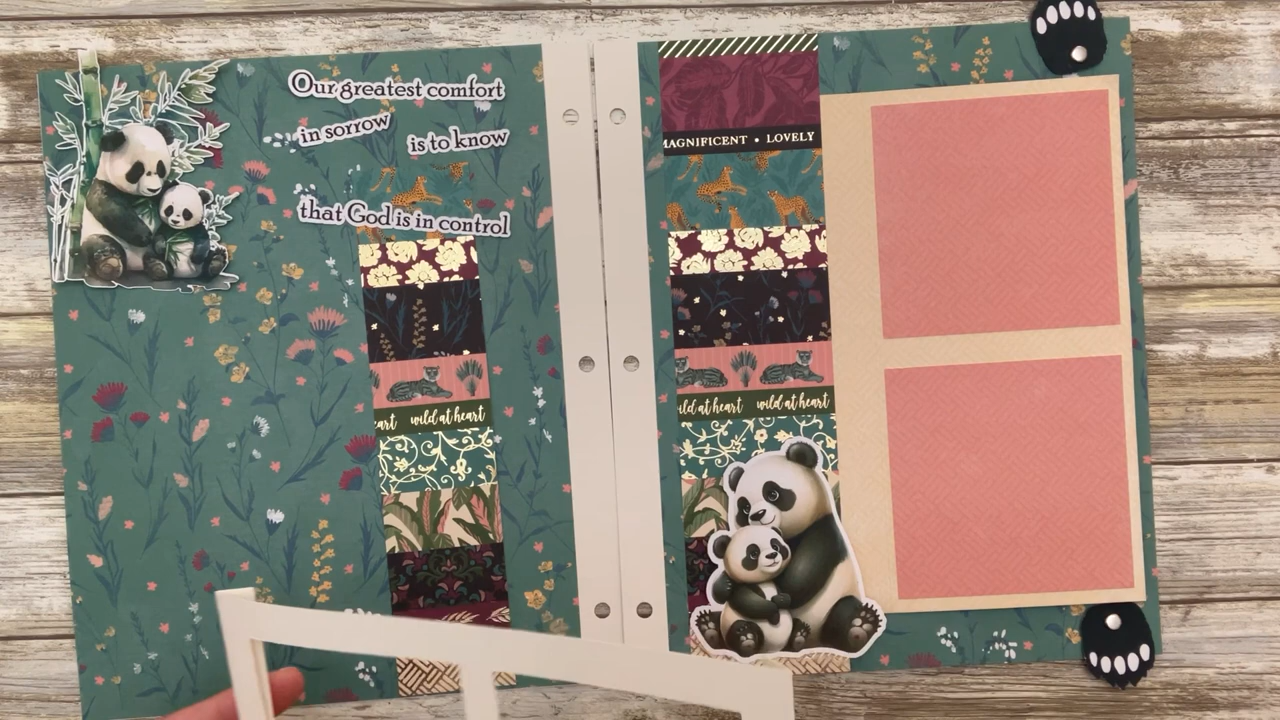 Our greatest comfort
in sorrow
is to know
that God is in control
MAGNIFICENT • LOVELY
wild at heart
wild at heart wild at heart